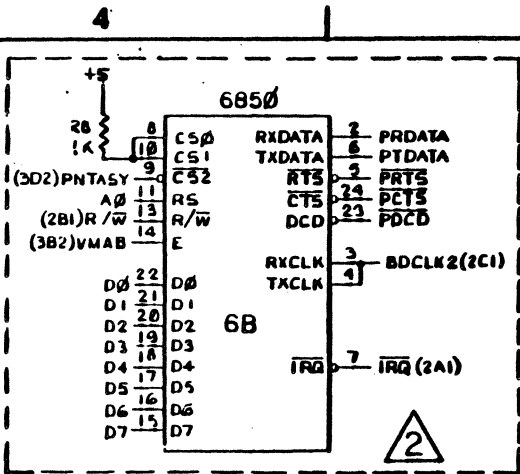 4
+5
6850
2B
1K
8 CS0 RXDATA 2 PRDATA
10 CS1 TXDATA 6 PTDATA
(3D2)PNTASY 9 CS2 RTS 5 PRTS
A0 11 RS CTS 24 PCTS
(2B1)R/W 13 R/W DCD 23 PDCD
(3B2)VMAB 14 E
RXCLK 3 BDCLK2(2C1)
TXCLK 4
D0 22 D0
D1 21 D1
D2 20 D2 6B
D3 19 D3
D4 18 D4 IRQ 7 IRQ(2A1)
D5 17 D5
D6 16 D6
D7 15 D7
2